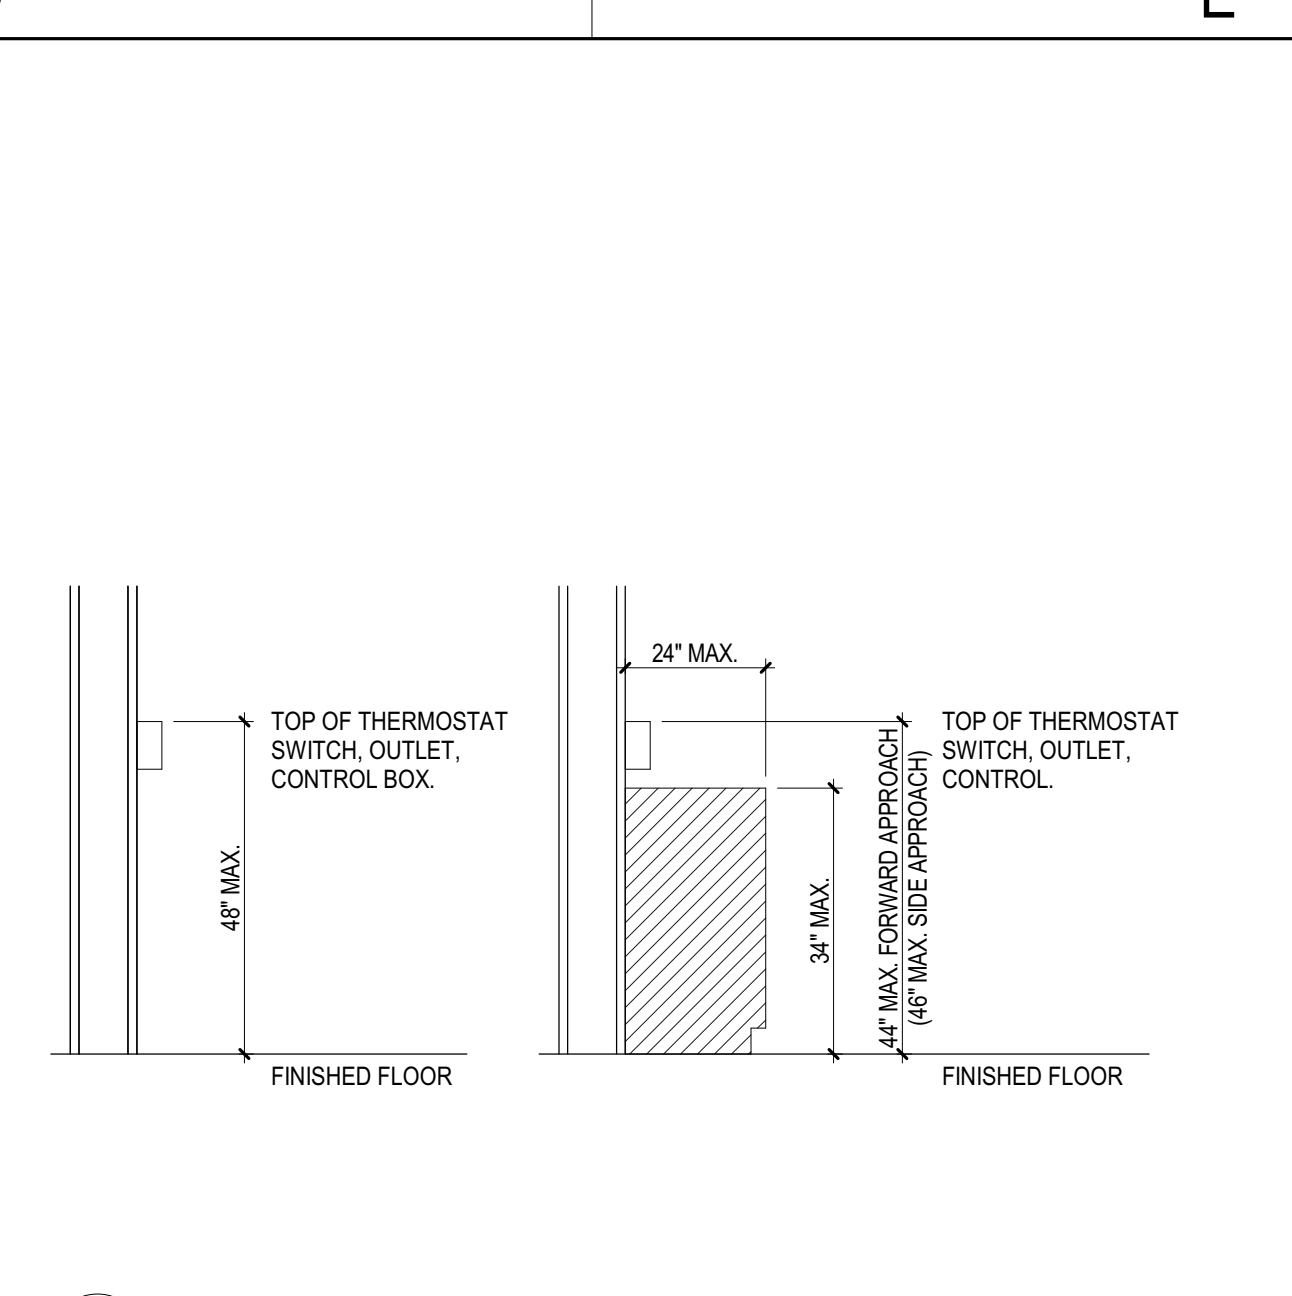 TOP OF THERMOSTAT
SWITCH, OUTLET,
CONTROL BOX.
48" MAX.
FINISHED FLOOR
24" MAX.
34" MAX.
44" MAX. FORWARD APPROACH
(46" MAX. SIDE APPROACH)
TOP OF THERMOSTAT
SWITCH, OUTLET,
CONTROL.
FINISHED FLOOR